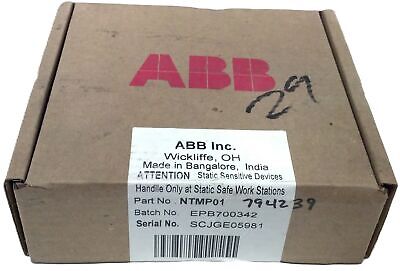 ABB
29
ABB Inc.
Wickliffe, OH
Made in Bangalore, India
ATTENTION Static Sensitive Devices
Handle Only at Static Safe Work Stations
Part No NTMP01 794239
Batch No. EPB700342
Serial No. SCJGE05981